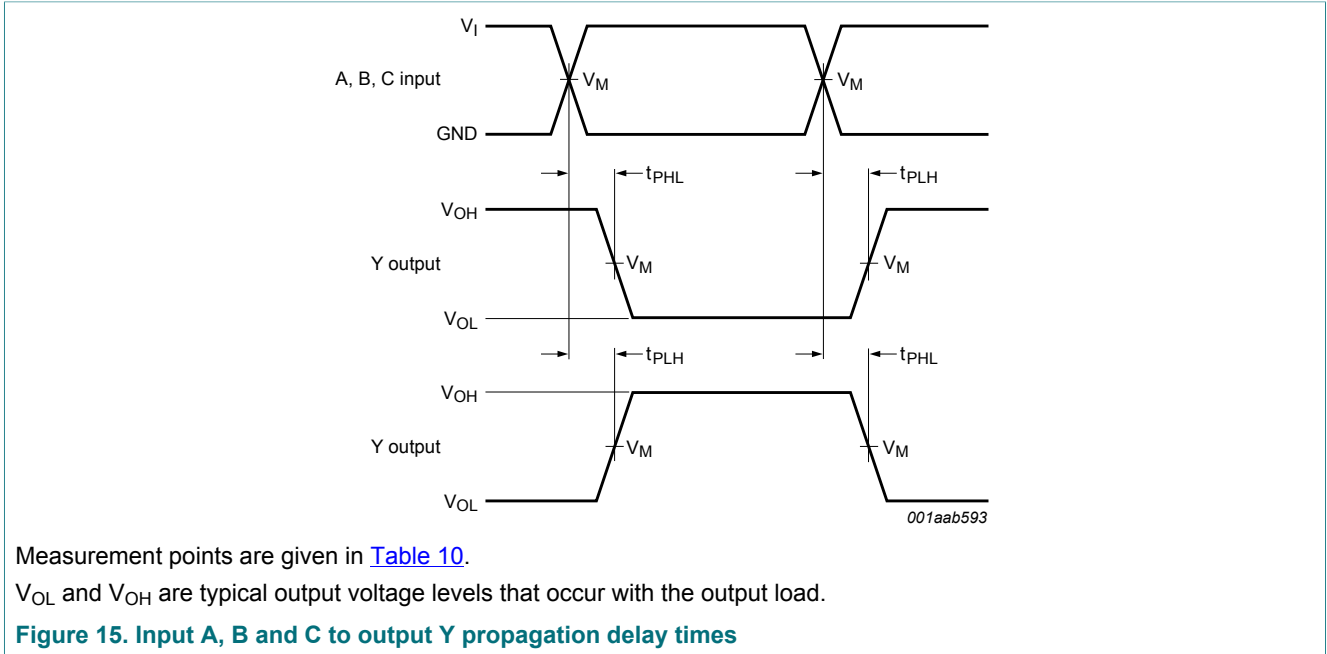 VI
A, B, C input
VM
VM
GND
tPHL
tPLH
VOH
Y output
VM
VM
VOL
tPLH
tPHL
VOH
Y output
VM
VM
VOL
001aab593
Measurement points are given in Table 10.
VOL and VOH are typical output voltage levels that occur with the output load.
Figure 15. Input A, B and C to output Y propagation delay times